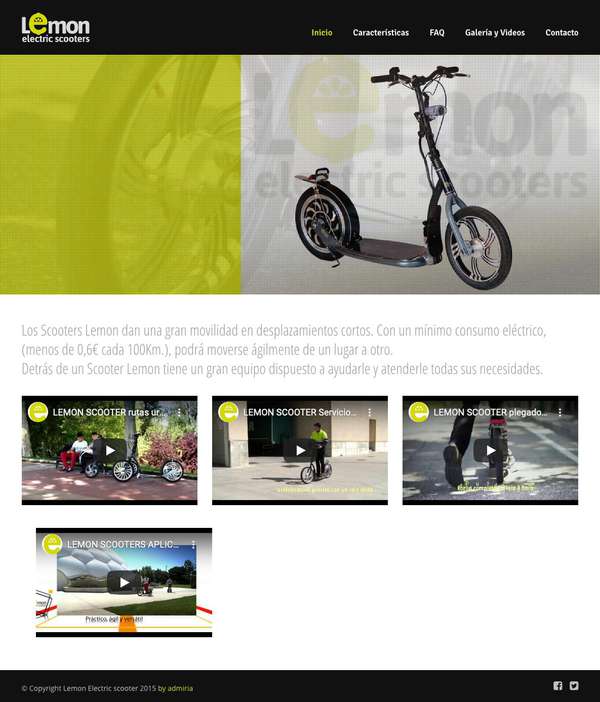 Lemon
electric scooters
Inicio Características FAQ Galería y Videos Contacto
Lemon
electric scooters
Los Scooters Lemon dan una gran movilidad en desplazamientos cortos. Con un mínimo consumo eléctrico,
(menos de 0,6€ cada 100Km.), podrá moverse ágilmente de un lugar a otro.
Detrás de un Scooter Lemon tiene un gran equipo dispuesto a ayudarle y atenderle todas sus necesidades.
LEMON SCOOTER rutas ur...
LEMON SCOOTER Servicio...
LEMON SCOOTER plegado...
LEMON SCOOTERS APLIC...
Práctico, ágil y versátil
© Copyright Lemon Electric scooter 2015 by admiria